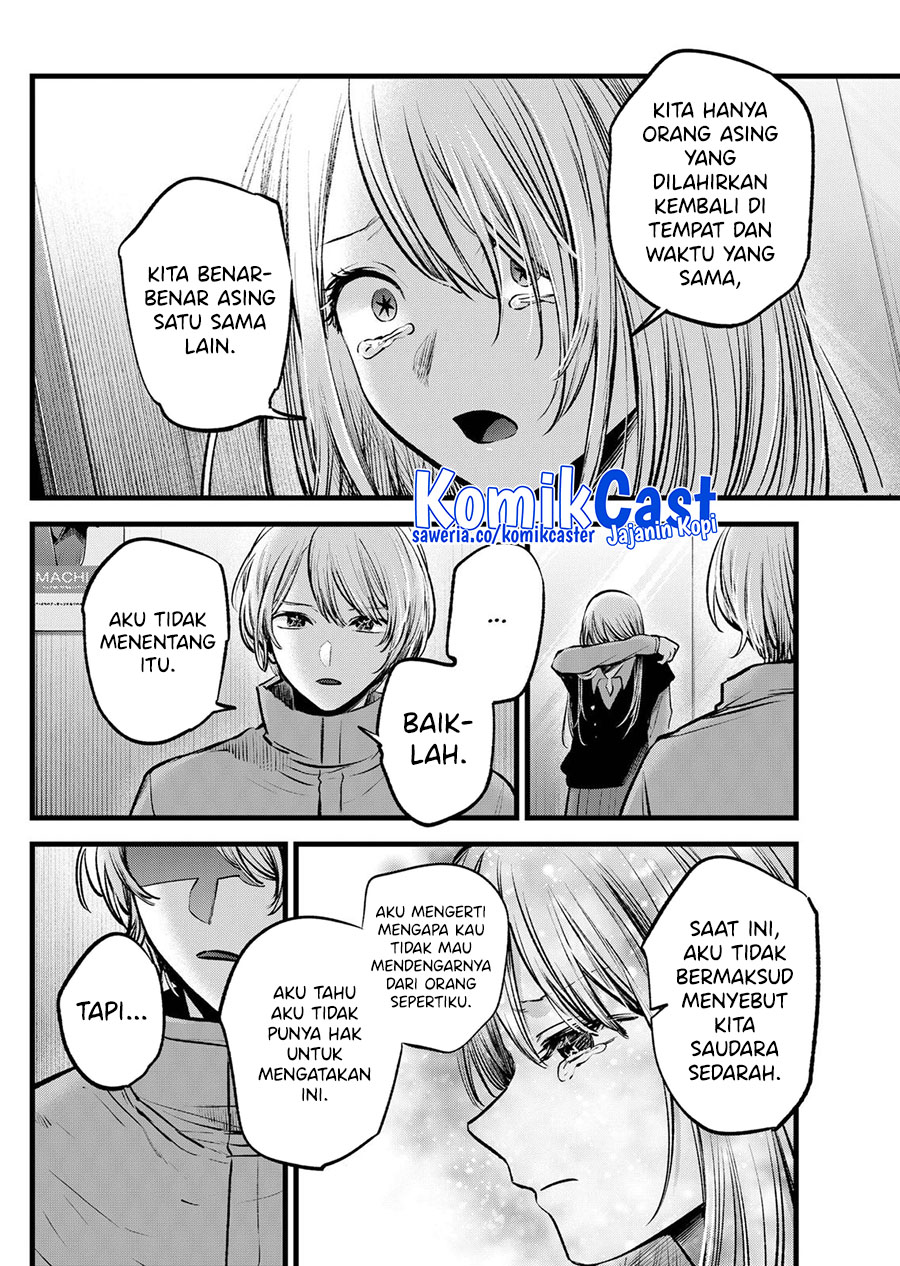 KITA HANYA
ORANG ASING
YANG
DILAHIRKAN
KEMBALI DI
TEMPAT DAN
WAKTU YANG
SAMA,
KITA BENAR-
BENAR ASING
SATU SAMA
LAIN.
KomikCast
saweria.co/komikcaster Jajanin Kopi
...
BAIK-
LAH.
AKU TIDAK
MENENTANG
ITU.
MACHI
SAAT INI,
AKU TIDAK
BERMAKSUD
MENYEBUT
KITA
SAUDARA
SEDARAH.
AKU MENGERTI
MENGAPA KAU
TIDAK MAU
MENDENGARNYA
DARI ORANG
SEPERTIKU.
AKU TAHU
AKU TIDAK
PUNYA HAK
UNTUK
MENGATAKAN
INI.
TAPI...